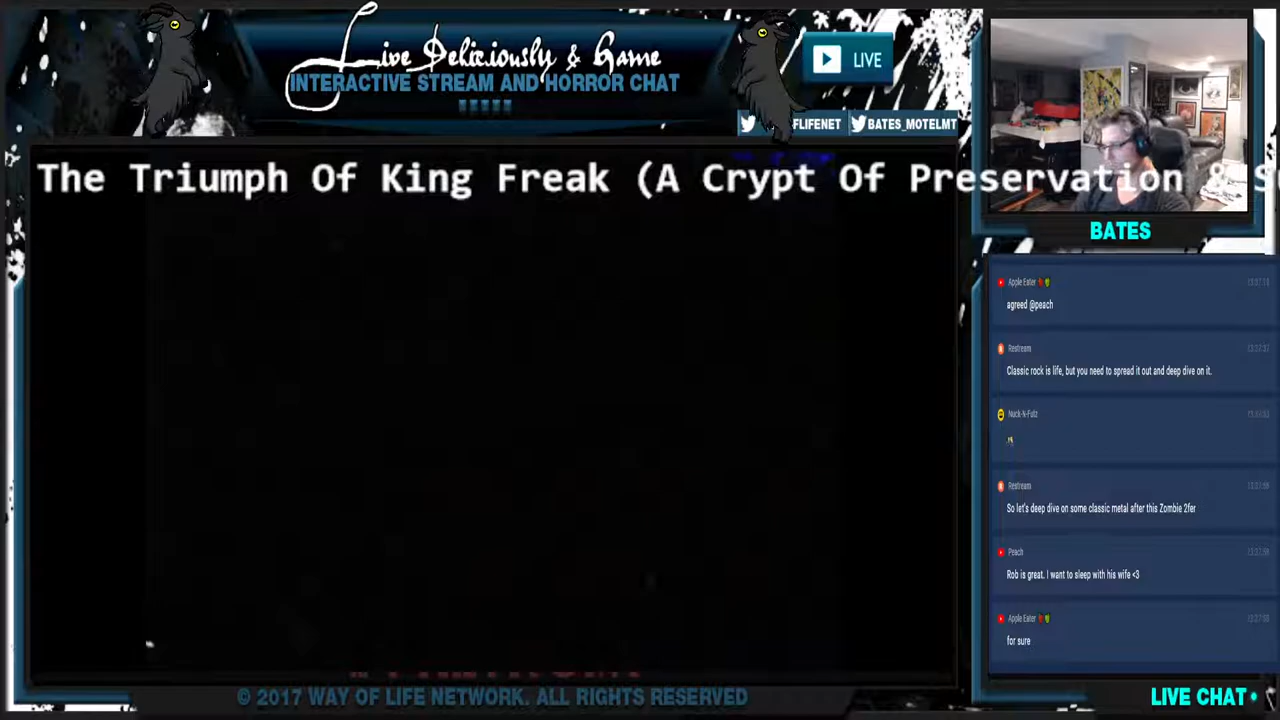 Live Deliciously & Game
INTERACTIVE STREAM AND HORROR CHAT
LIVE
FLIFENET
BATES_MOTELMT
The Triumph Of King Freak (A Crypt Of Preservation & Su
BATES
Apple Eater
agreed @peach
Restream
Classic rock is life, but you need to spread it out and deep dive on it.
Nuck-N-Futz
Restream
So let's deep dive on some classic metal after this Zombie 2fer
Peach
Rob is great. I want to sleep with his wife <3
Apple Eater
for sure
© 2017 WAY OF LIFE NETWORK. ALL RIGHTS RESERVED
LIVE CHAT